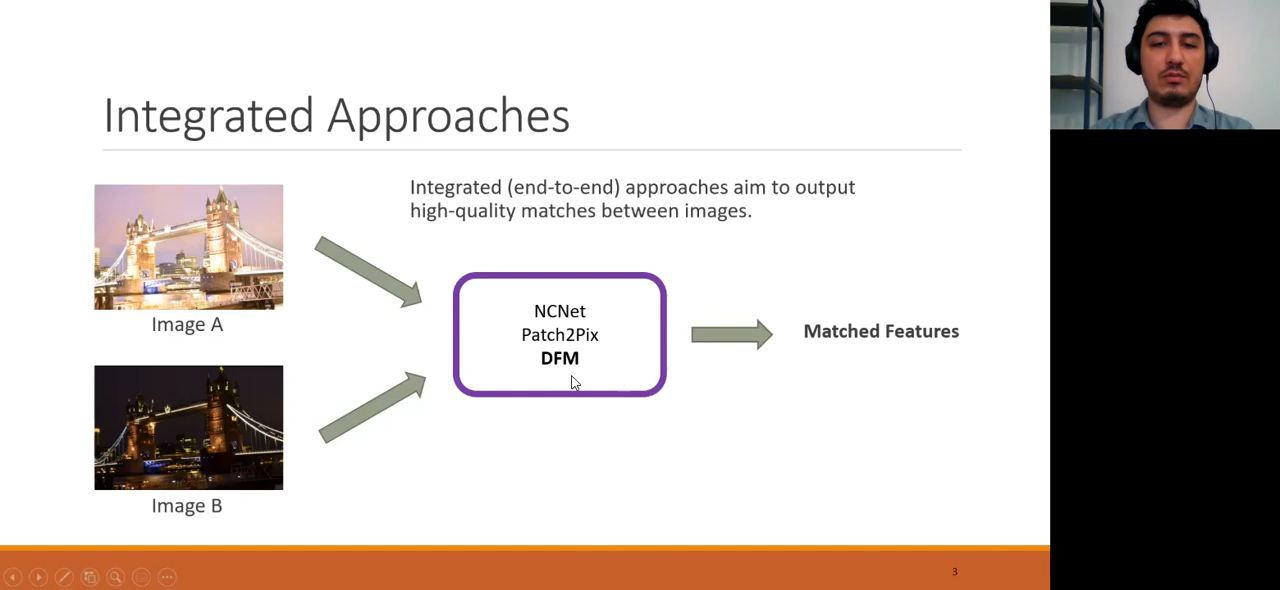 Integrated Approaches
Integrated (end-to-end) approaches aim to output
high-quality matches between images.
Image A
NCNet
Patch2Pix
DFM
Matched Features
Image B
3